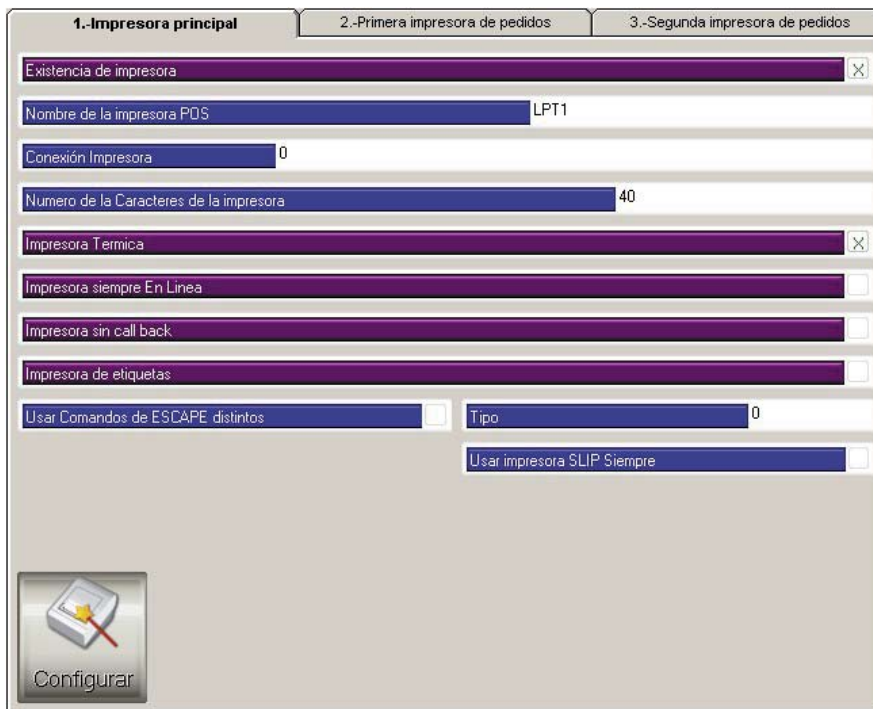 1.-Impresora principal
2.-Primera impresora de pedidos
3.-Segunda impresora de pedidos
Existencia de impresora X
Nombre de la impresora POS LPT1
Conexión Impresora 0
Numero de la Caracteres de la impresora 40
Impresora Termica X
Impresora siempre En Linea
Impresora sin call back
Impresora de etiquetas
Usar Comandos de ESCAPE distintos
Tipo 0
Usar impresora SLIP Siempre
Configurar